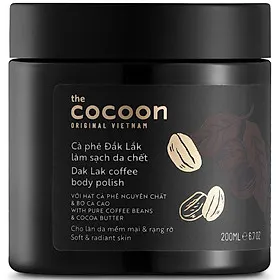 the
cocoon
ORIGINAL VIETNAM
Cà phê Đắk Lắk
làm sạch da chết
Dak Lak coffee
body polish
VỚI HẠT CÀ PHÊ NGUYÊN CHẤT
& BƠ CA CAO
WITH PURE COFFEE BEANS
& COCOA BUTTER
Cho làn da mềm mại & rạng rỡ
Soft & radiant skin
200ML ℮ 6.7 OZ